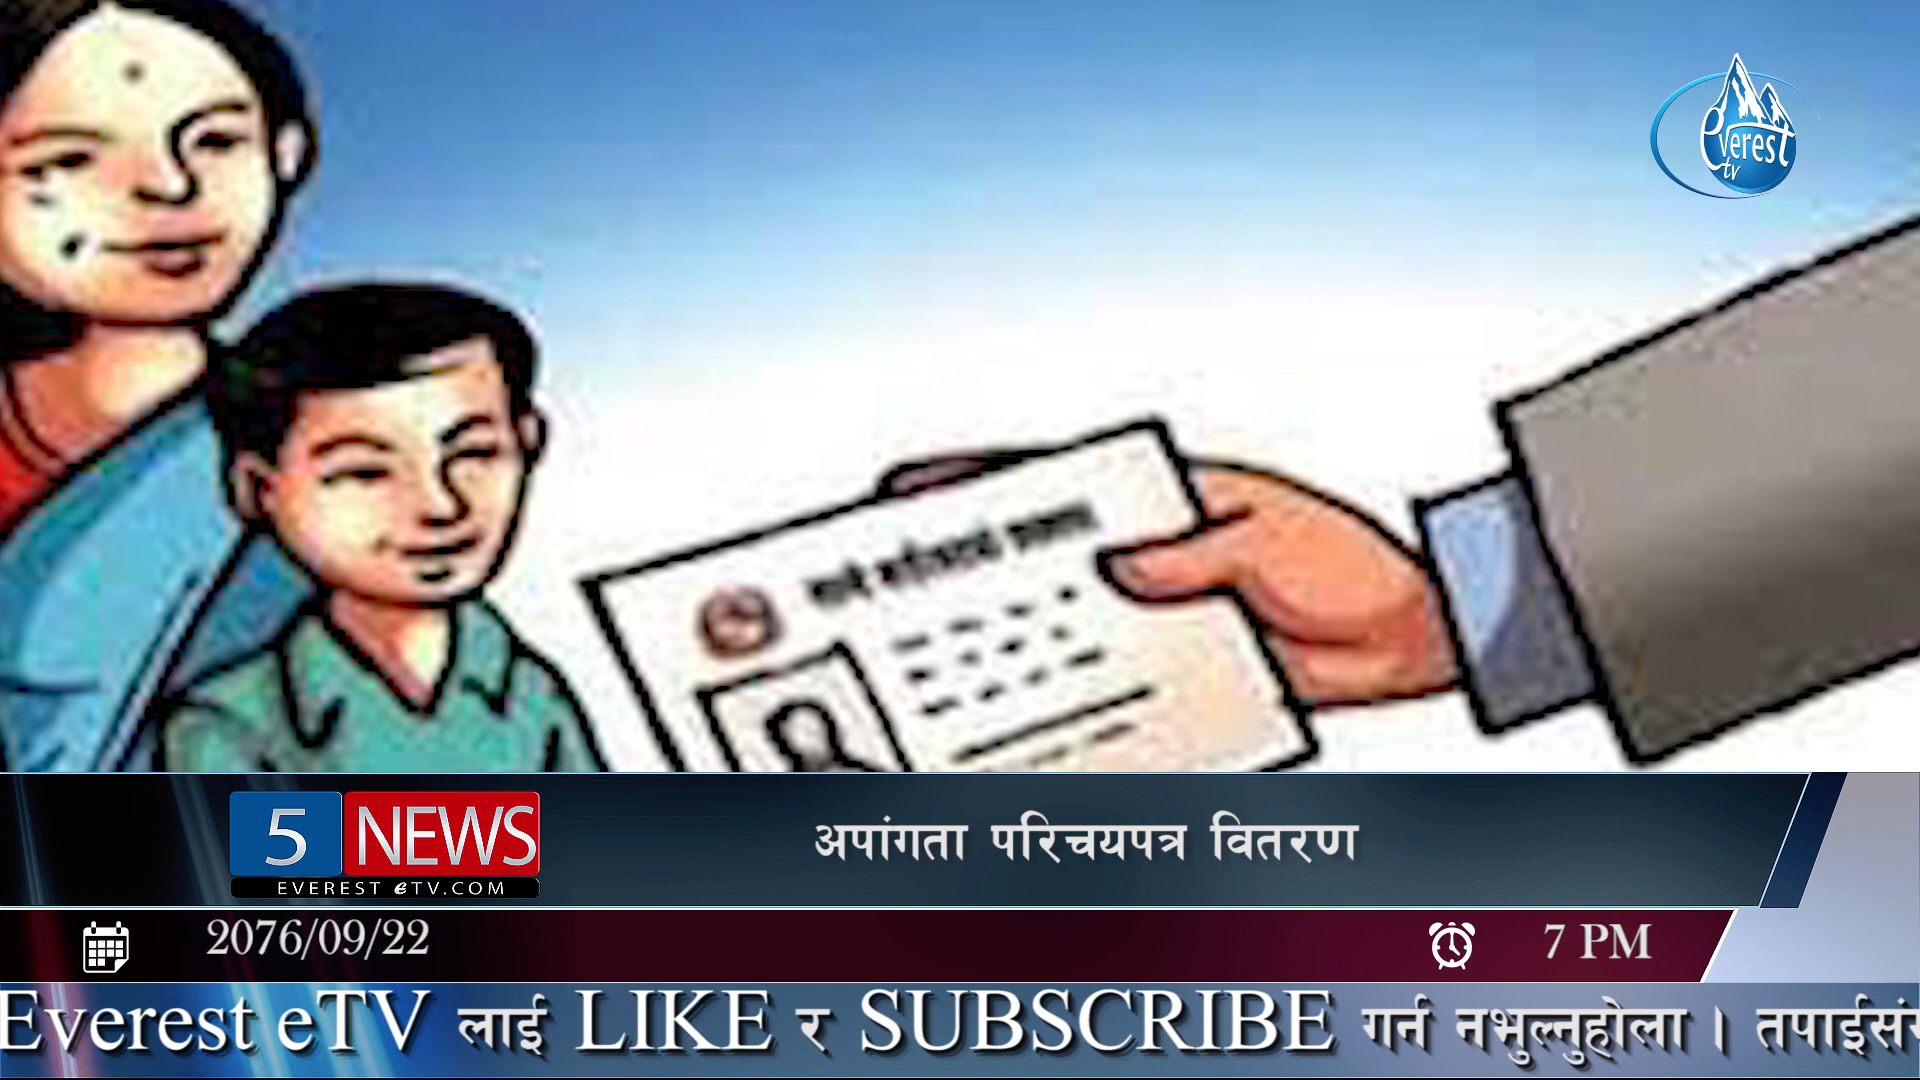 everest
tv
5 NEWS
EVEREST eTV.COM
अपांगता परिचयपत्र वितरण
2076/09/22
7 PM
Everest eTV लाई LIKE र SUBSCRIBE गर्न नभुल्नुहोला । तपाईसं